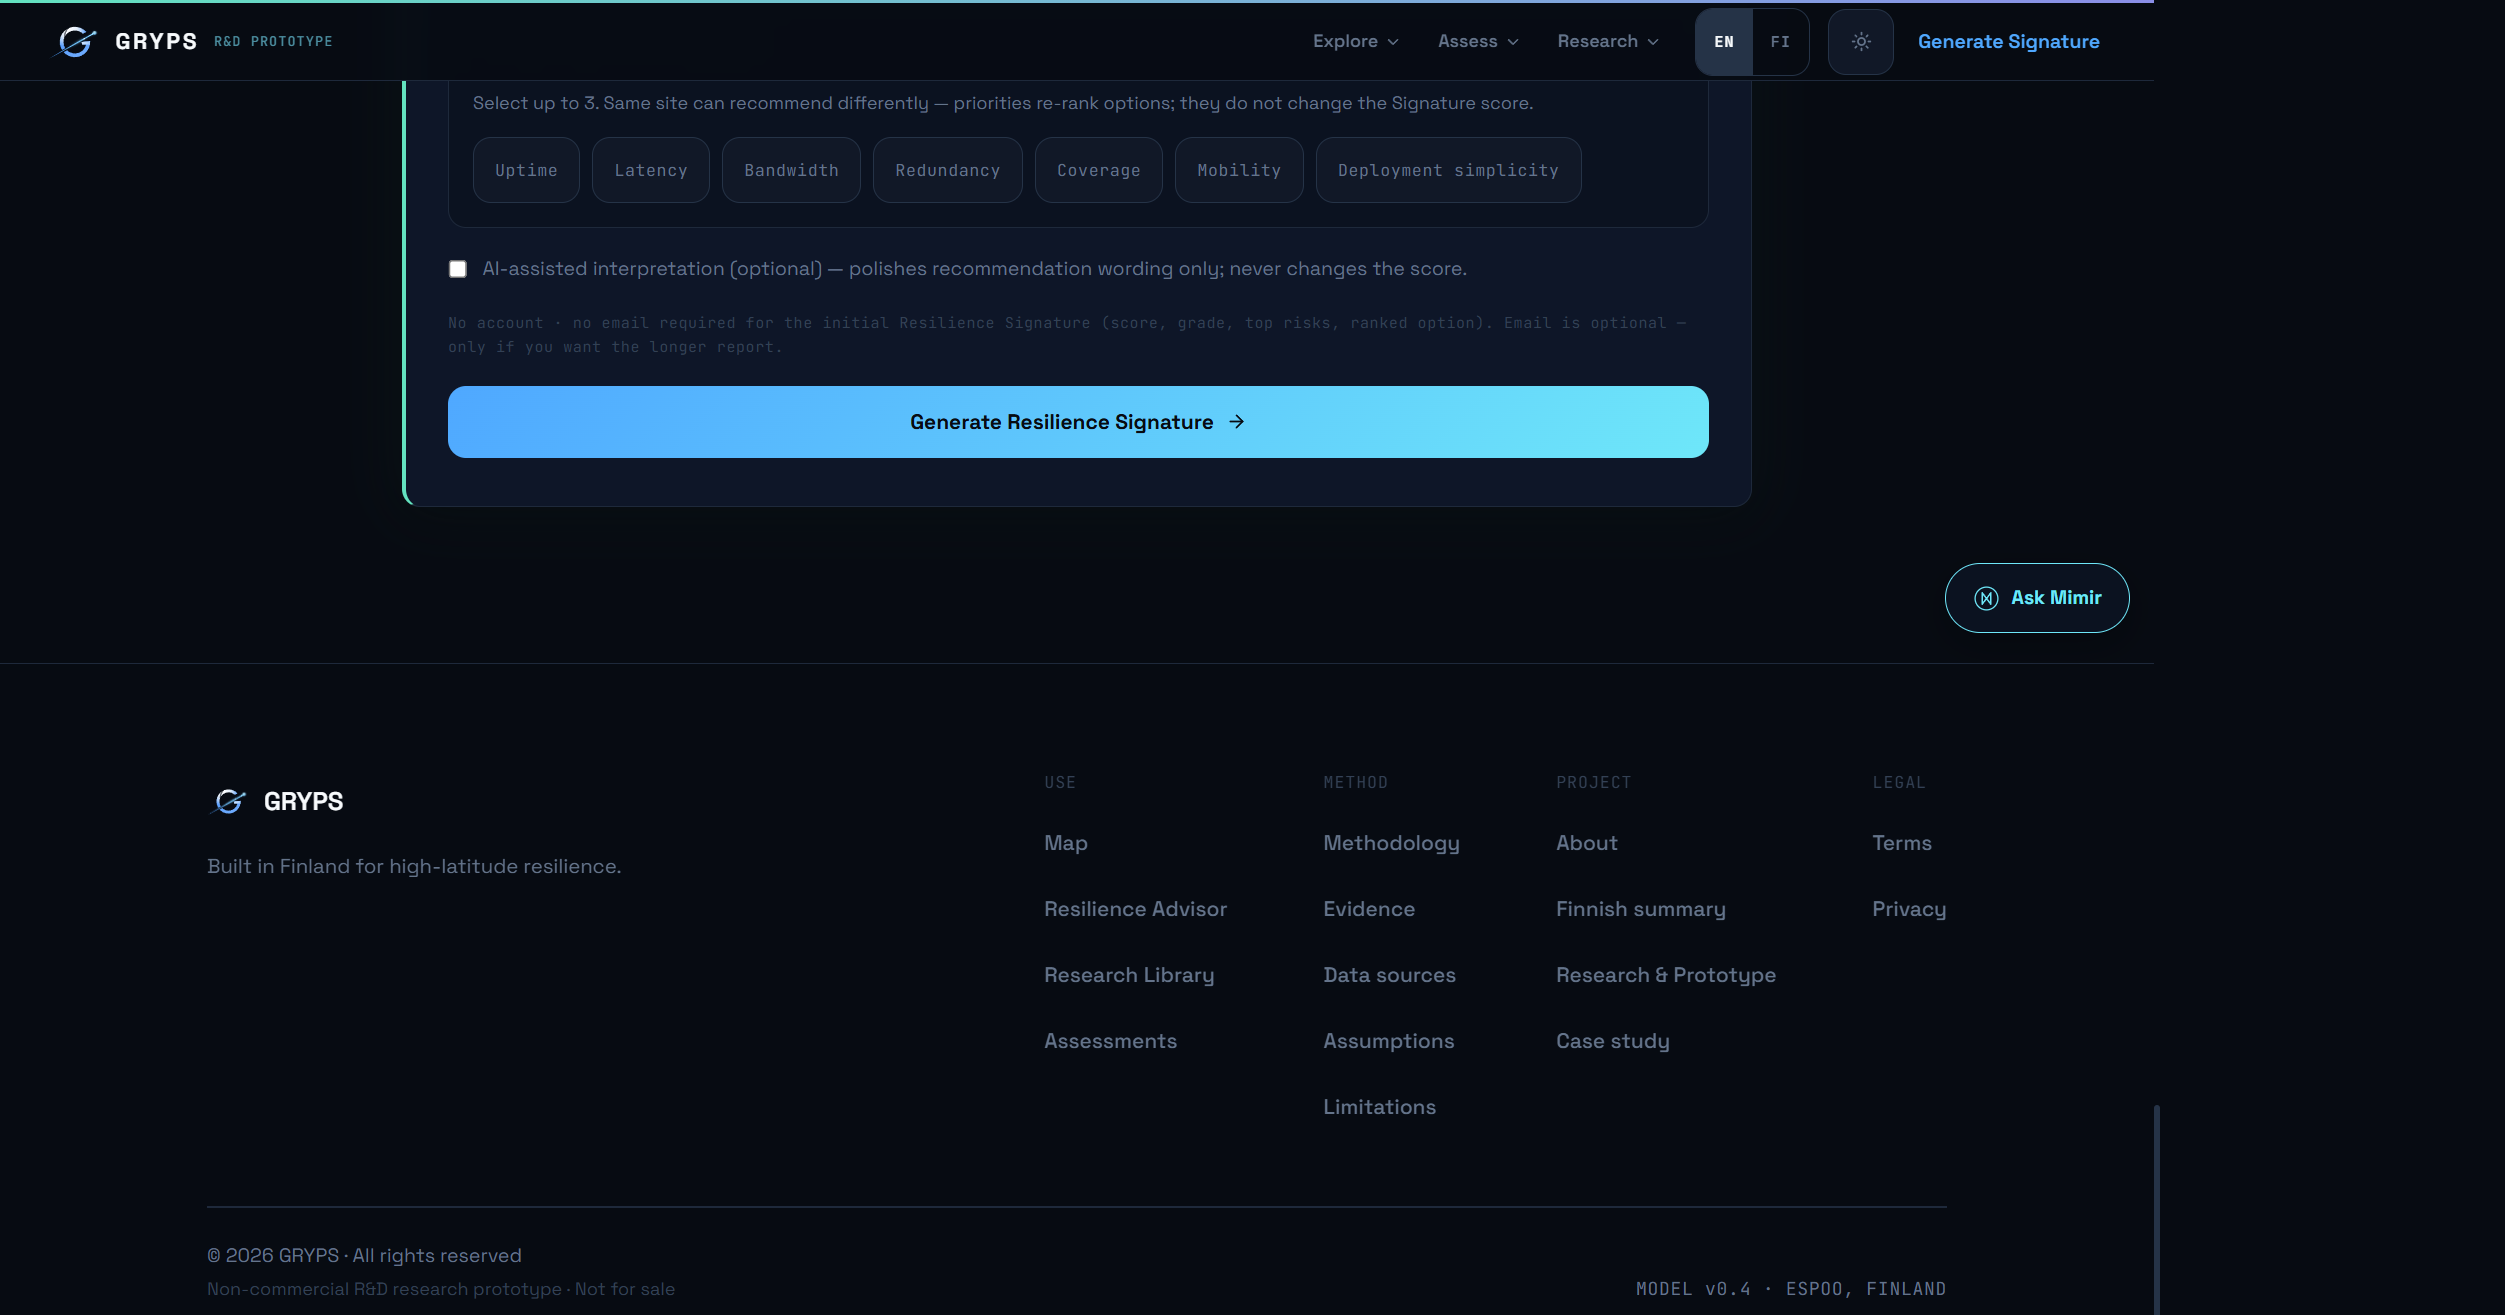 GRYPS R&D PROTOTYPE Explore Assess Research EN FI Generate Signature
Select up to 3. Same site can recommend differently — priorities re-rank options; they do not change the Signature score.
Uptime Latency Bandwidth Redundancy Coverage Mobility Deployment simplicity
AI-assisted interpretation (optional) — polishes recommendation wording only; never changes the score.
No account · no email required for the initial Resilience Signature (score, grade, top risks, ranked option). Email is optional —
only if you want the longer report.
Generate Resilience Signature →
Ask Mimir
GRYPS
Built in Finland for high-latitude resilience.
USE
Map
Resilience Advisor
Research Library
Assessments
METHOD
Methodology
Evidence
Data sources
Assumptions
Limitations
PROJECT
About
Finnish summary
Research & Prototype
Case study
LEGAL
Terms
Privacy
© 2026 GRYPS · All rights reserved
Non-commercial R&D research prototype · Not for sale
MODEL v0.4 · ESPOO, FINLAND